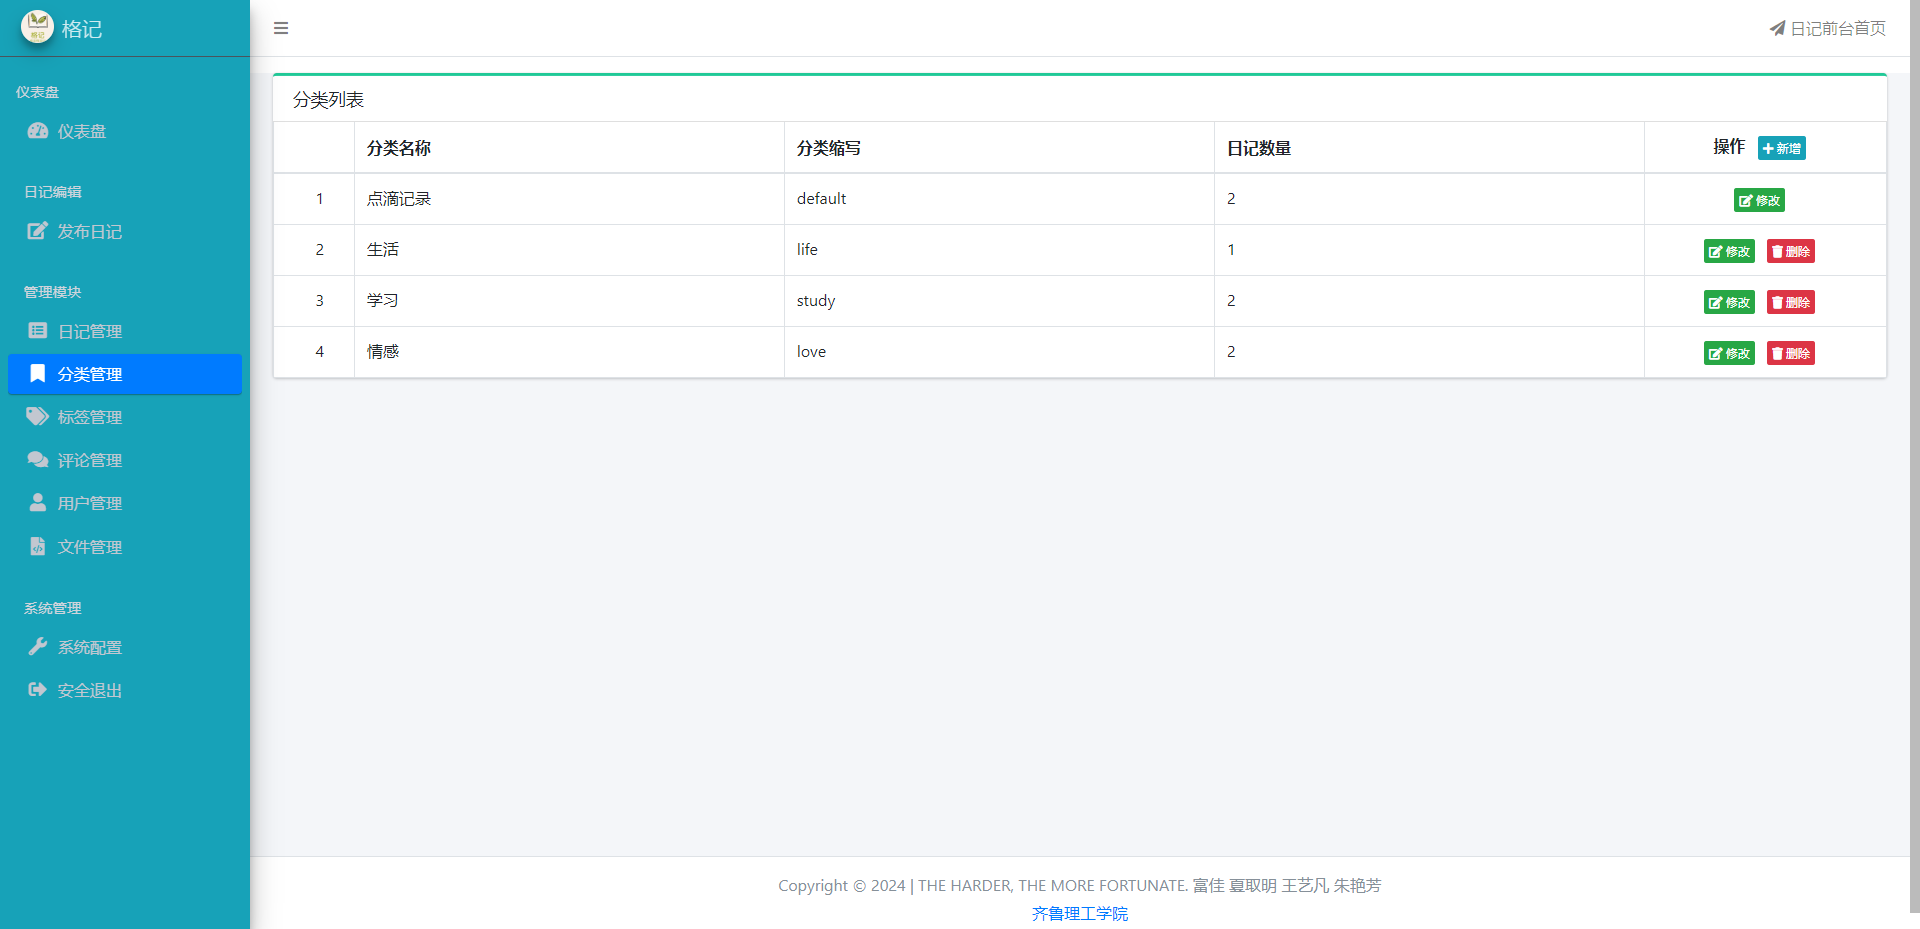 格记
日记前台首页
仪表盘
仪表盘
日记编辑
发布日记
管理模块
日记管理
分类管理
标签管理
评论管理
用户管理
文件管理
系统管理
系统配置
安全退出
分类列表
分类名称 分类缩写 日记数量 操作 新增
1 点滴记录 default 2 修改
2 生活 life 1 修改 删除
3 学习 study 2 修改 删除
4 情感 love 2 修改 删除
Copyright © 2024 | THE HARDER, THE MORE FORTUNATE. 富佳 夏取明 王艺凡 朱艳芳
齐鲁理工学院